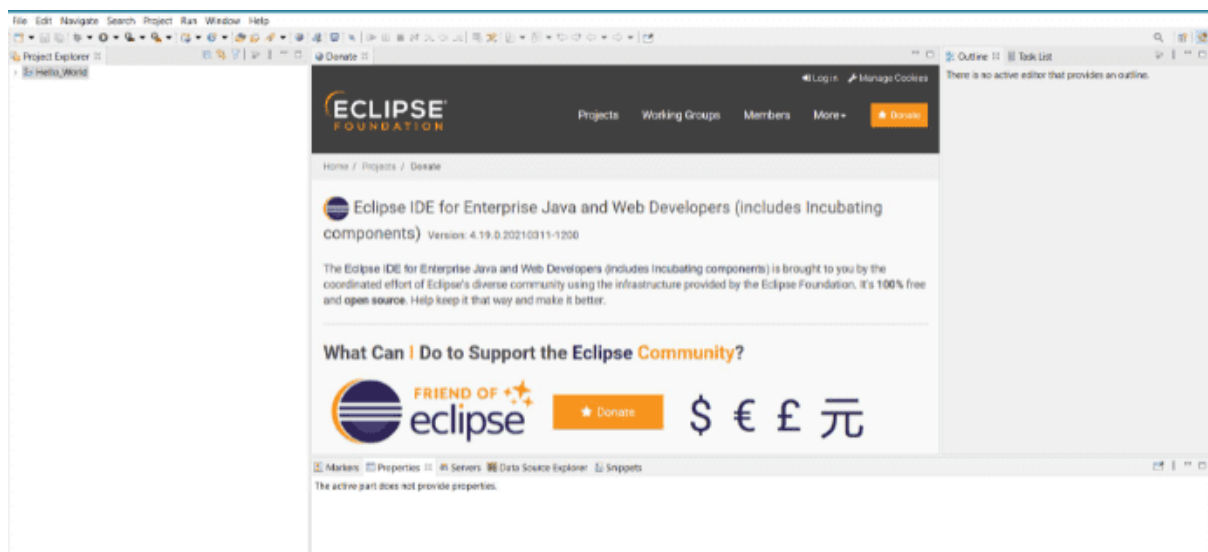 File Edit Navigate Search Project Run Window Help
Project Explorer
Hello_World
Donate
Log in Manage Cookies
ECLIPSE
FOUNDATION
Projects Working Groups Members More Donate
Home / Projects / Donate
Eclipse IDE for Enterprise Java and Web Developers (includes Incubating
components) Version: 4.19.0.20210311-1200
The Eclipse IDE for Enterprise Java and Web Developers (includes Incubating components) is brought to you by the
coordinated effort of Eclipse's diverse community using the infrastructure provided by the Eclipse Foundation. It's 100% free
and open source. Help keep it that way and make it better.
What Can I Do to Support the Eclipse Community?
FRIEND OF
eclipse
Donate
$ € £ 元
Outline Task List
There is no active editor that provides an outline.
Markers Properties Servers Data Source Explorer Snippets
The active part does not provide properties.